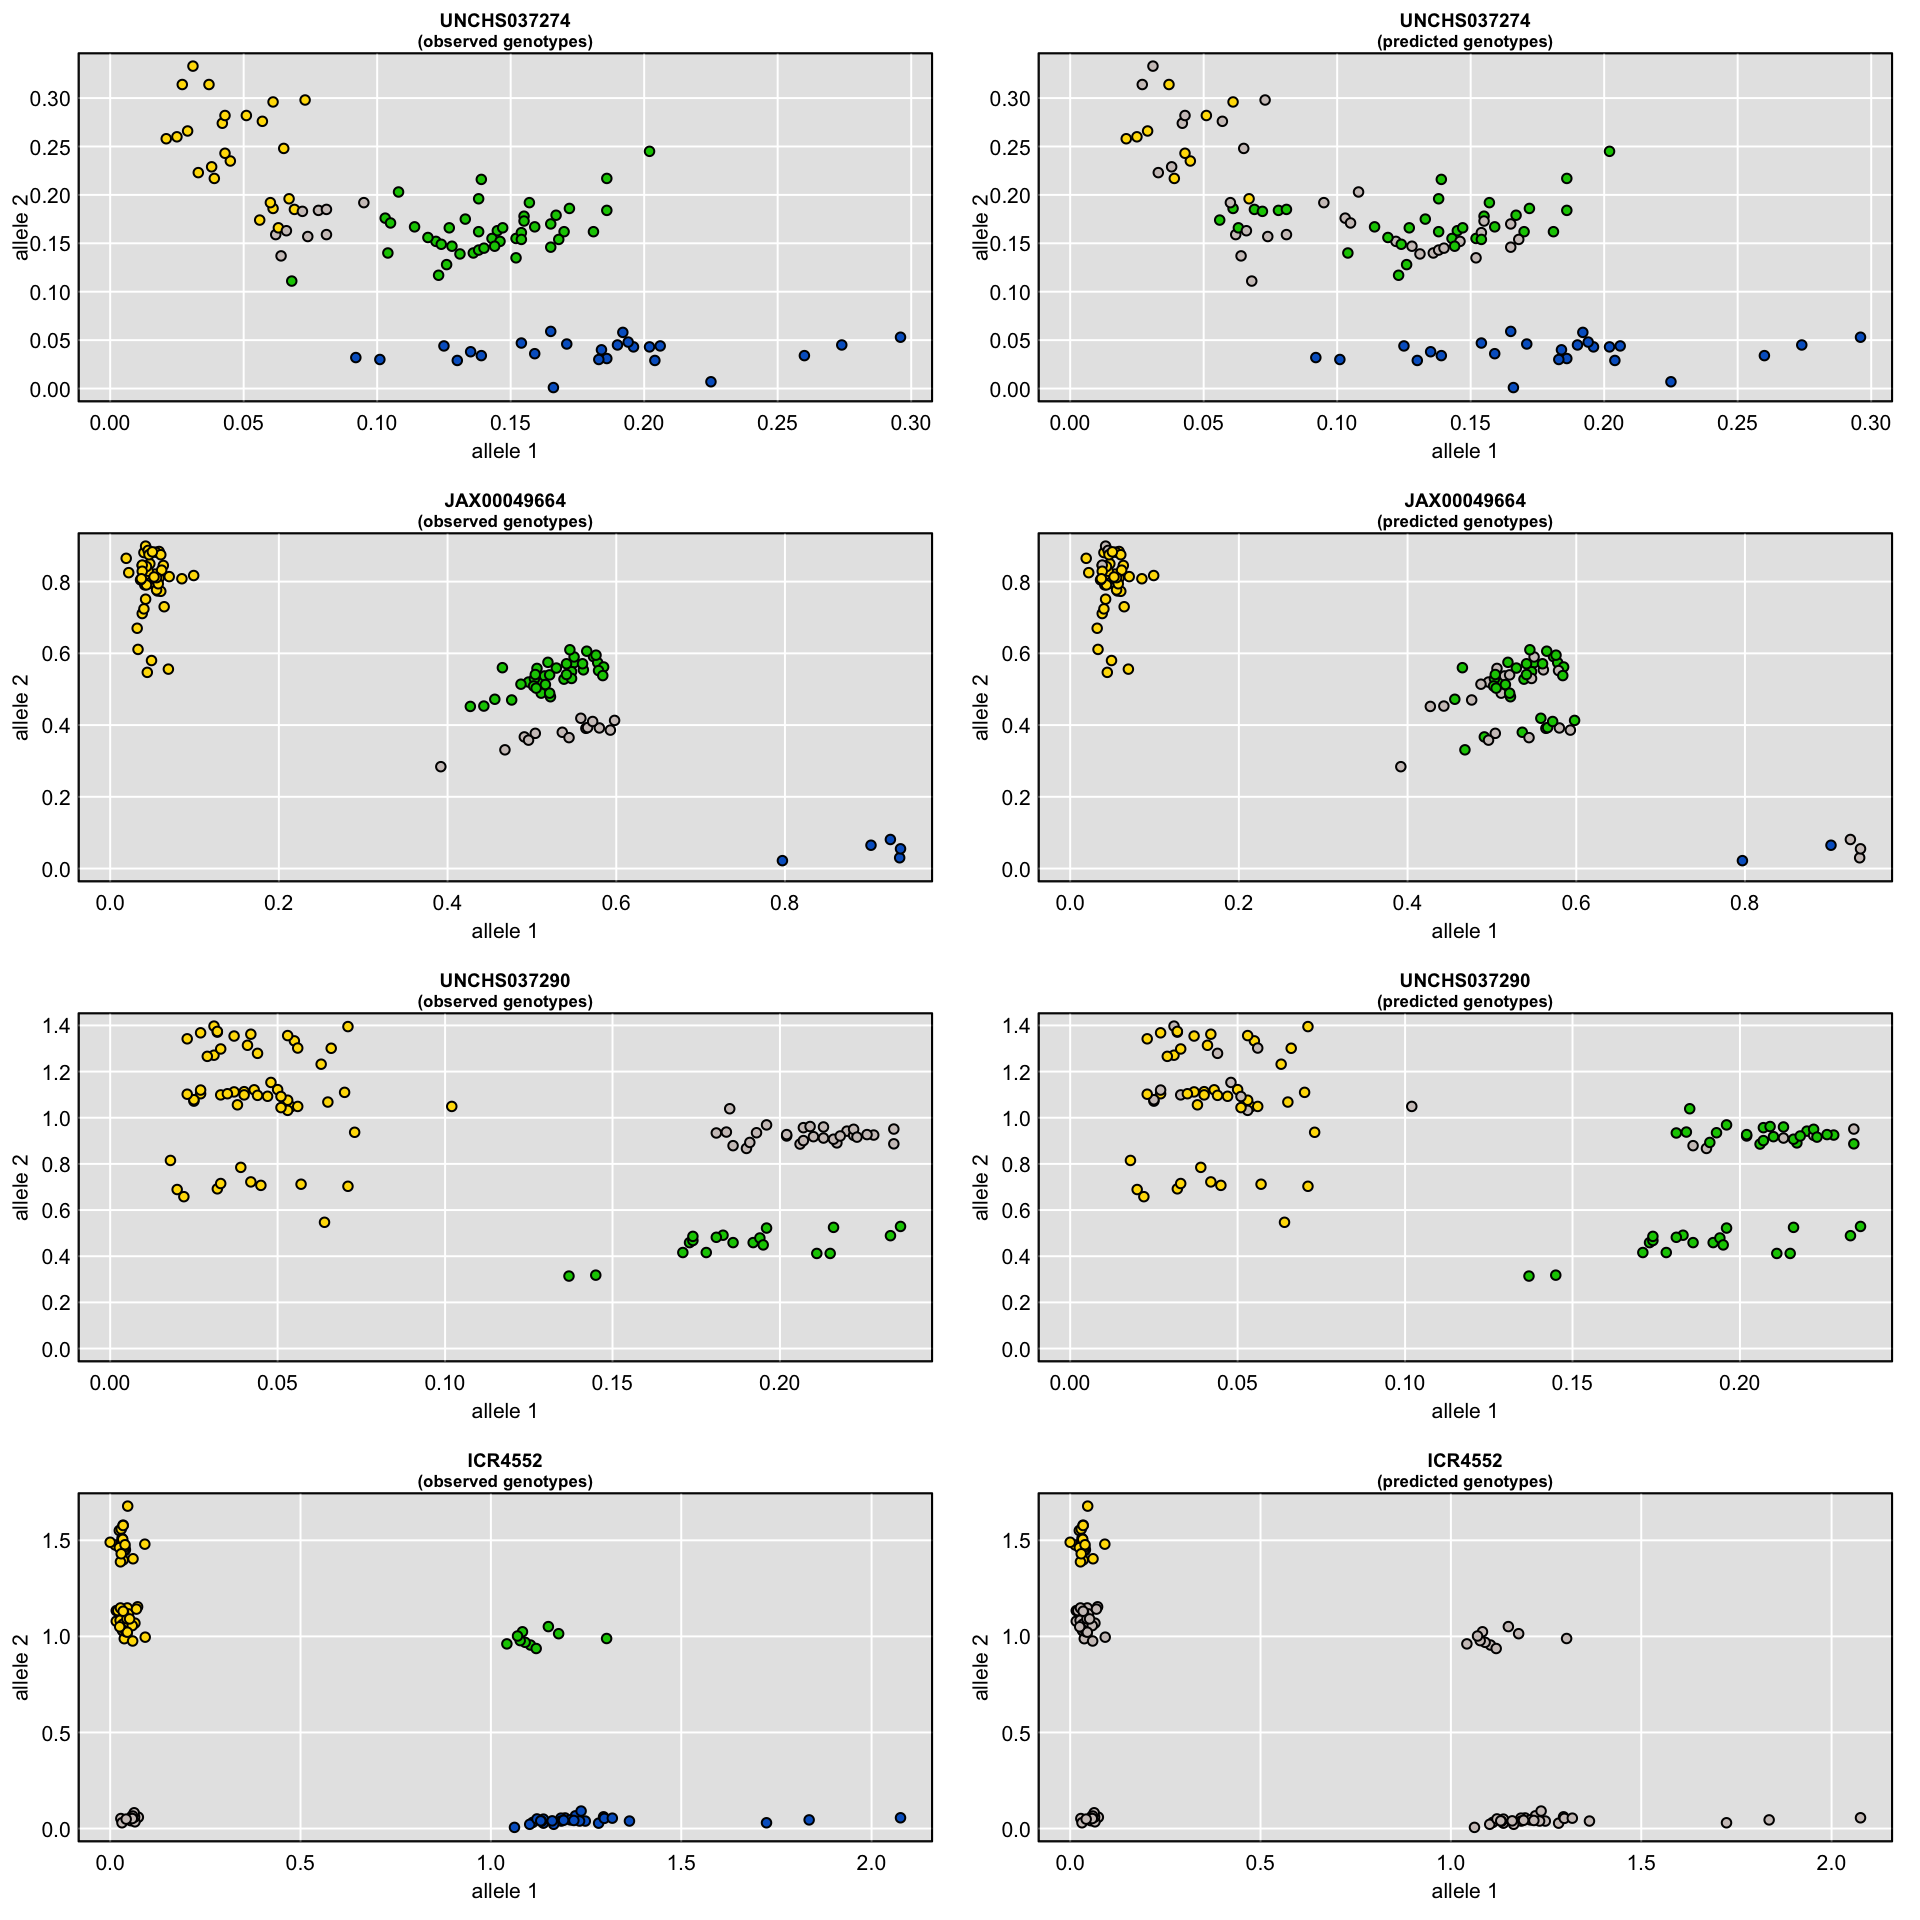 UNCHS037274
(observed genotypes)
allele 2
0.30
0.25
0.20
0.15
0.10
0.05
0.00
0.00 0.05 0.10 0.15 0.20 0.25 0.30
allele 1
UNCHS037274
(predicted genotypes)
allele 2
0.30
0.25
0.20
0.15
0.10
0.05
0.00
0.00 0.05 0.10 0.15 0.20 0.25 0.30
allele 1
JAX00049664
(observed genotypes)
allele 2
0.8
0.6
0.4
0.2
0.0
0.0 0.2 0.4 0.6 0.8
allele 1
JAX00049664
(predicted genotypes)
allele 2
0.8
0.6
0.4
0.2
0.0
0.0 0.2 0.4 0.6 0.8
allele 1
UNCHS037290
(observed genotypes)
allele 2
1.4
1.2
1.0
0.8
0.6
0.4
0.2
0.0
0.00 0.05 0.10 0.15 0.20
allele 1
UNCHS037290
(predicted genotypes)
allele 2
1.4
1.2
1.0
0.8
0.6
0.4
0.2
0.0
0.00 0.05 0.10 0.15 0.20
allele 1
ICR4552
(observed genotypes)
allele 2
1.5
1.0
0.5
0.0
0.0 0.5 1.0 1.5 2.0
allele 1
ICR4552
(predicted genotypes)
allele 2
1.5
1.0
0.5
0.0
0.0 0.5 1.0 1.5 2.0
allele 1